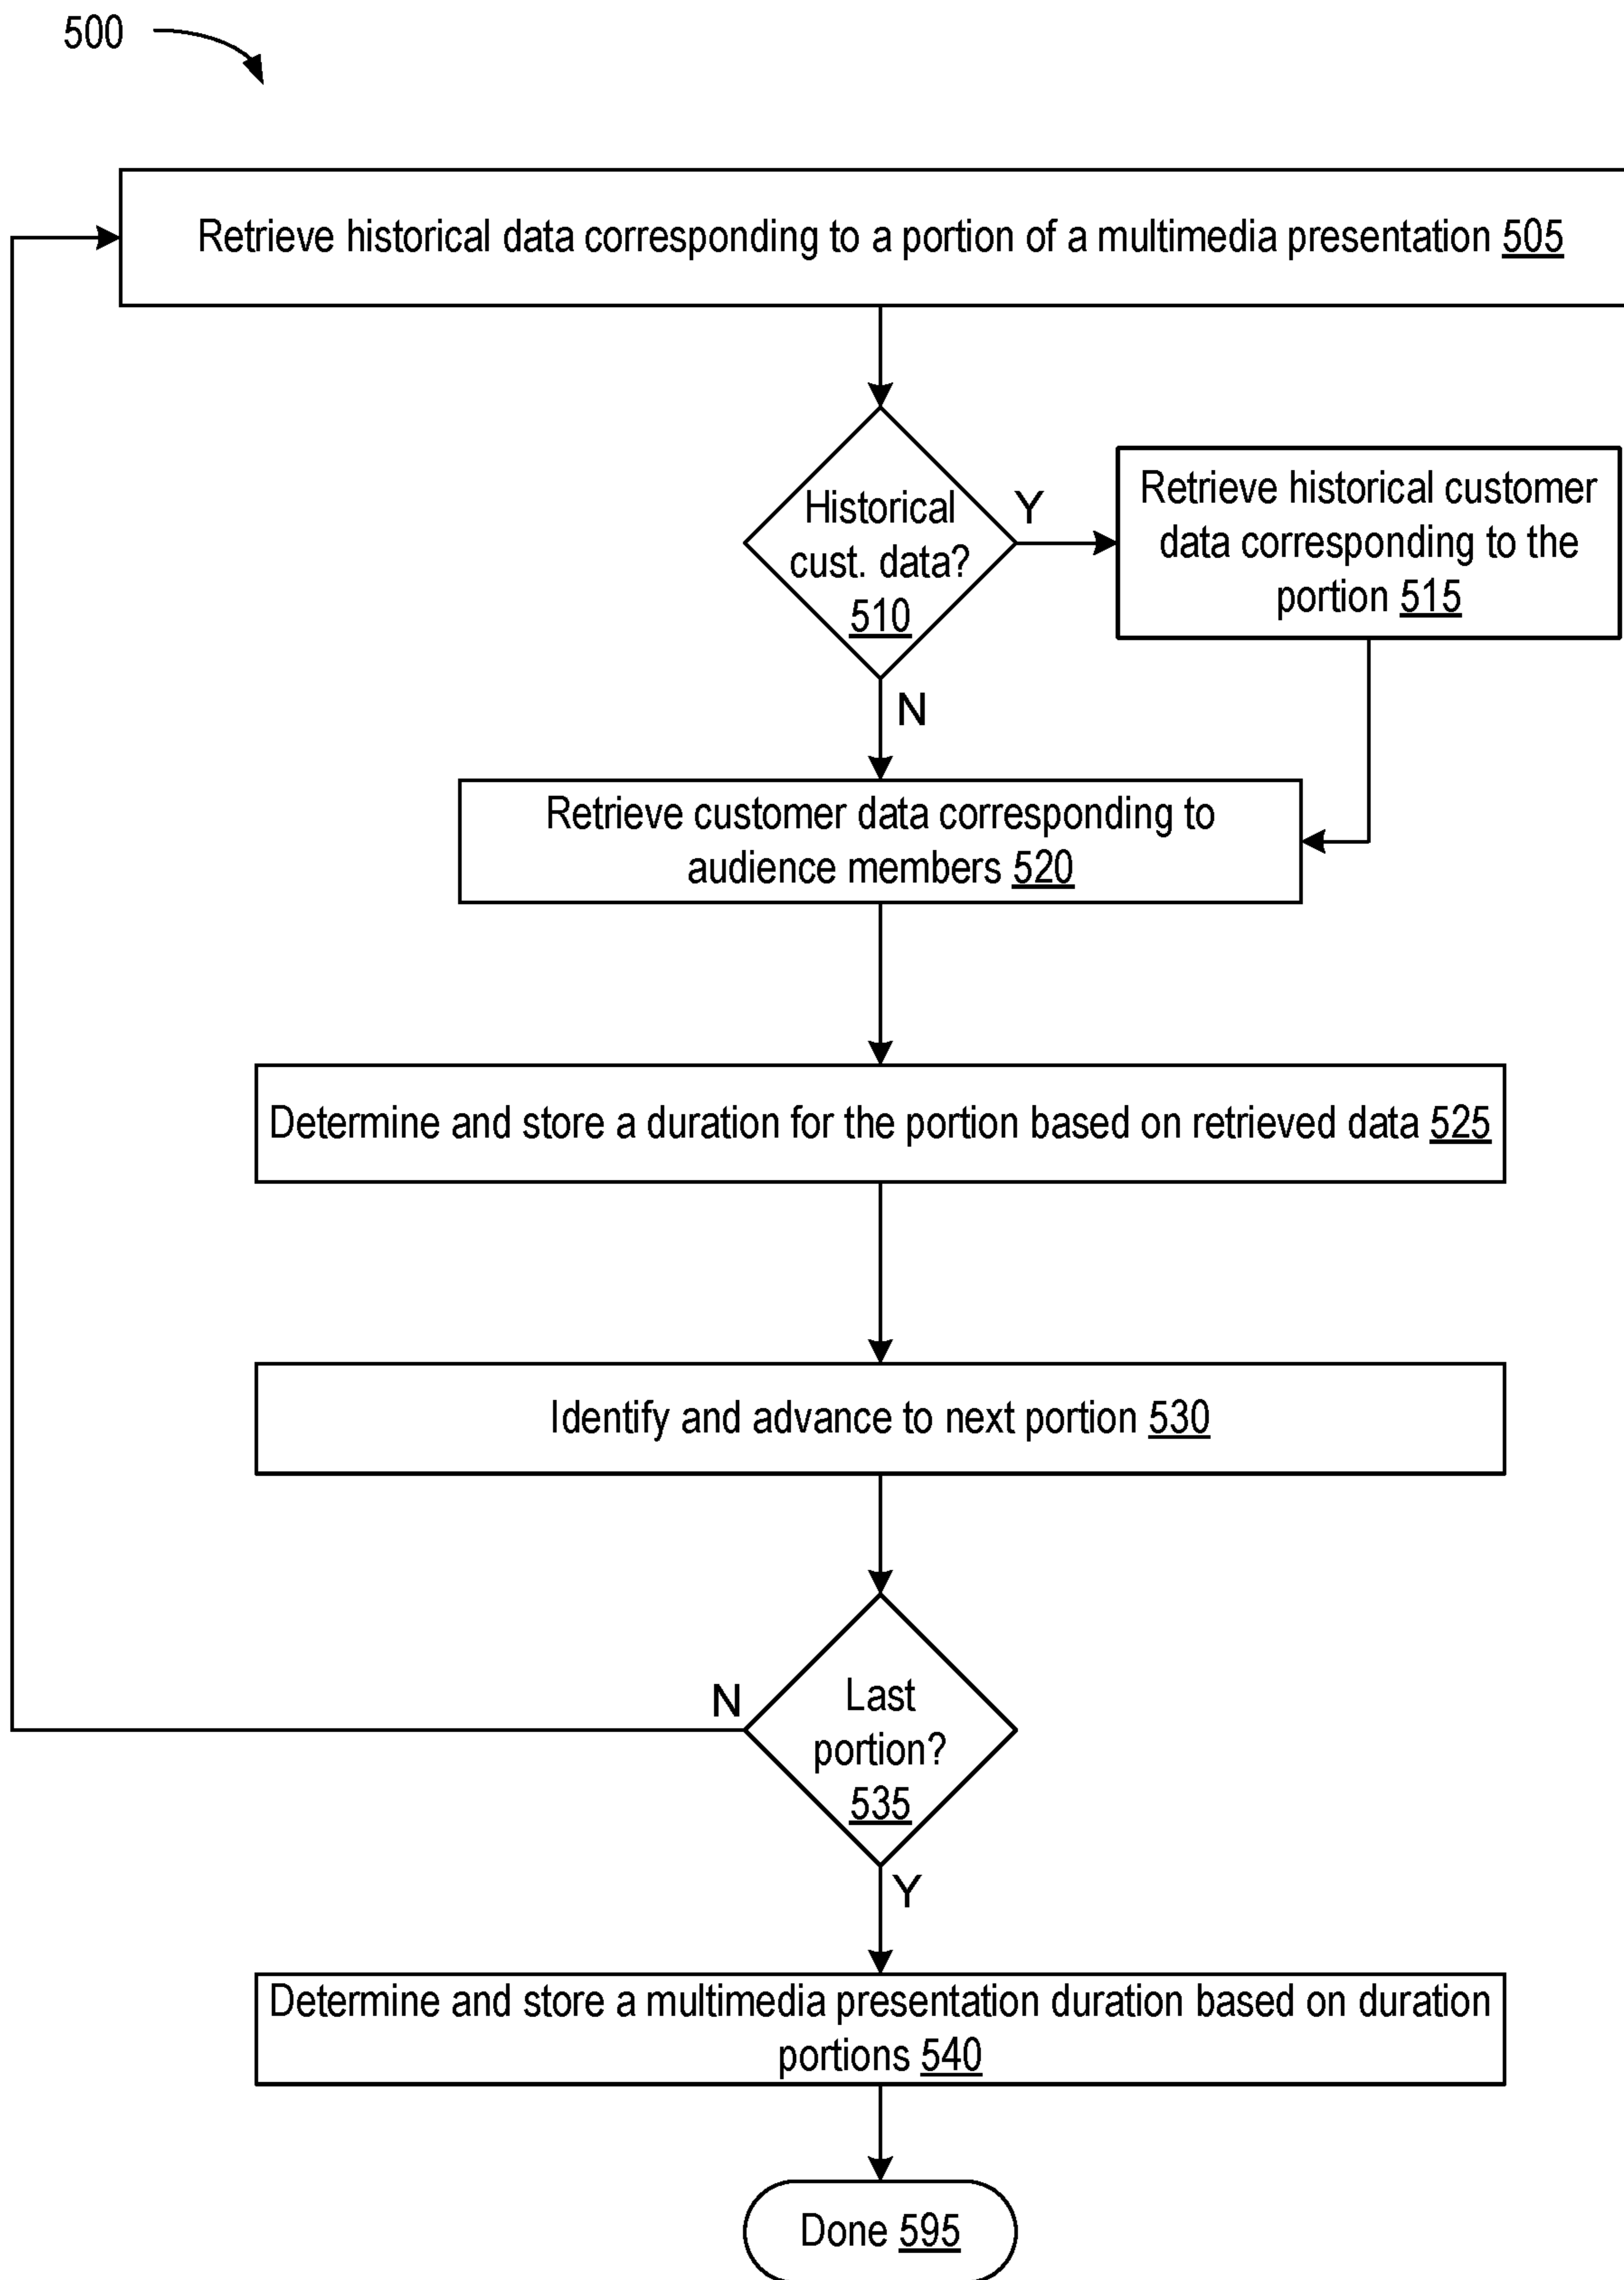 500
Retrieve historical data corresponding to a portion of a multimedia presentation 505
Historical
cust. data?
510
Y
Retrieve historical customer
data corresponding to the
portion 515
N
Retrieve customer data corresponding to
audience members 520
Determine and store a duration for the portion based on retrieved data 525
Identify and advance to next portion 530
N
Last
portion?
535
Y
Determine and store a multimedia presentation duration based on duration
portions 540
Done 595